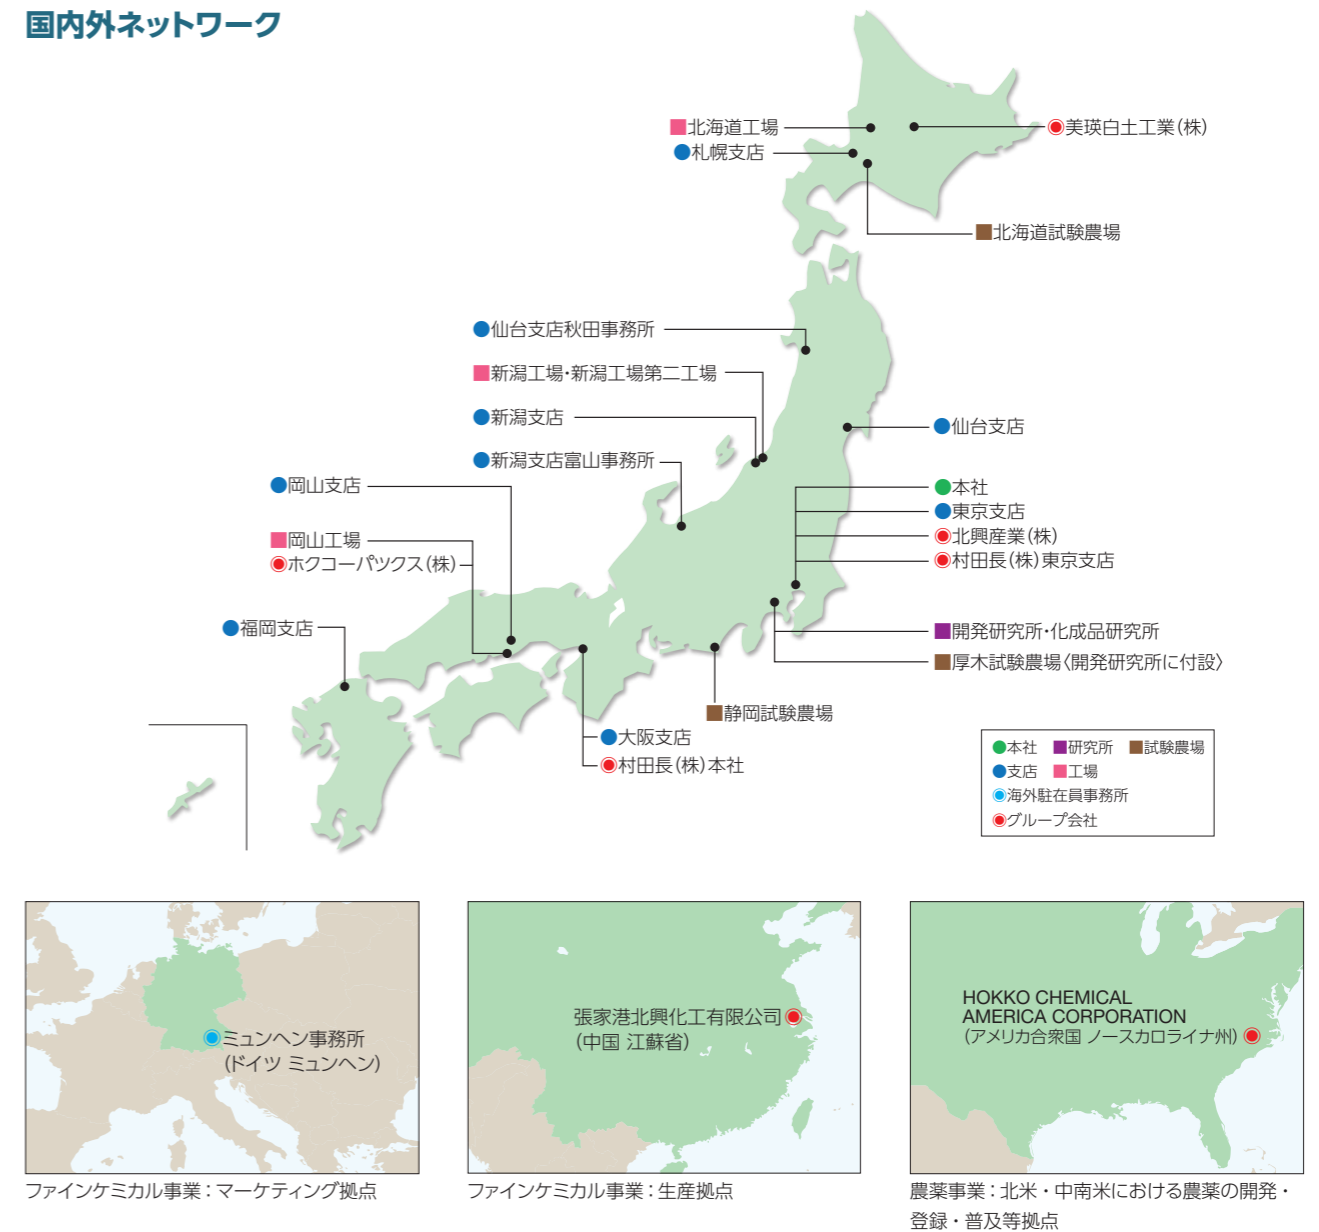 国内外ネットワーク
北海道工場
美瑛白土工業(株)
札幌支店
北海道試験農場
仙台支店秋田事務所
新潟工場・新潟工場第二工場
新潟支店
仙台支店
新潟支店富山事務所
岡山支店
本社
東京支店
岡山工場
北興産業(株)
ホクコーパツクス(株)
村田長(株)東京支店
福岡支店
開発研究所・化成品研究所
厚木試験農場〈開発研究所に付設〉
静岡試験農場
大阪支店
村田長(株)本社
本社 研究所 試験農場
支店 工場
海外駐在員事務所
グループ会社
ミュンヘン事務所
(ドイツ ミュンヘン)
ファインケミカル事業：マーケティング拠点
張家港北興化工有限公司
(中国 江蘇省)
ファインケミカル事業：生産拠点
HOKKO CHEMICAL
AMERICA CORPORATION
(アメリカ合衆国 ノースカロライナ州)
農薬事業：北米・中南米における農薬の開発・
登録・普及等拠点